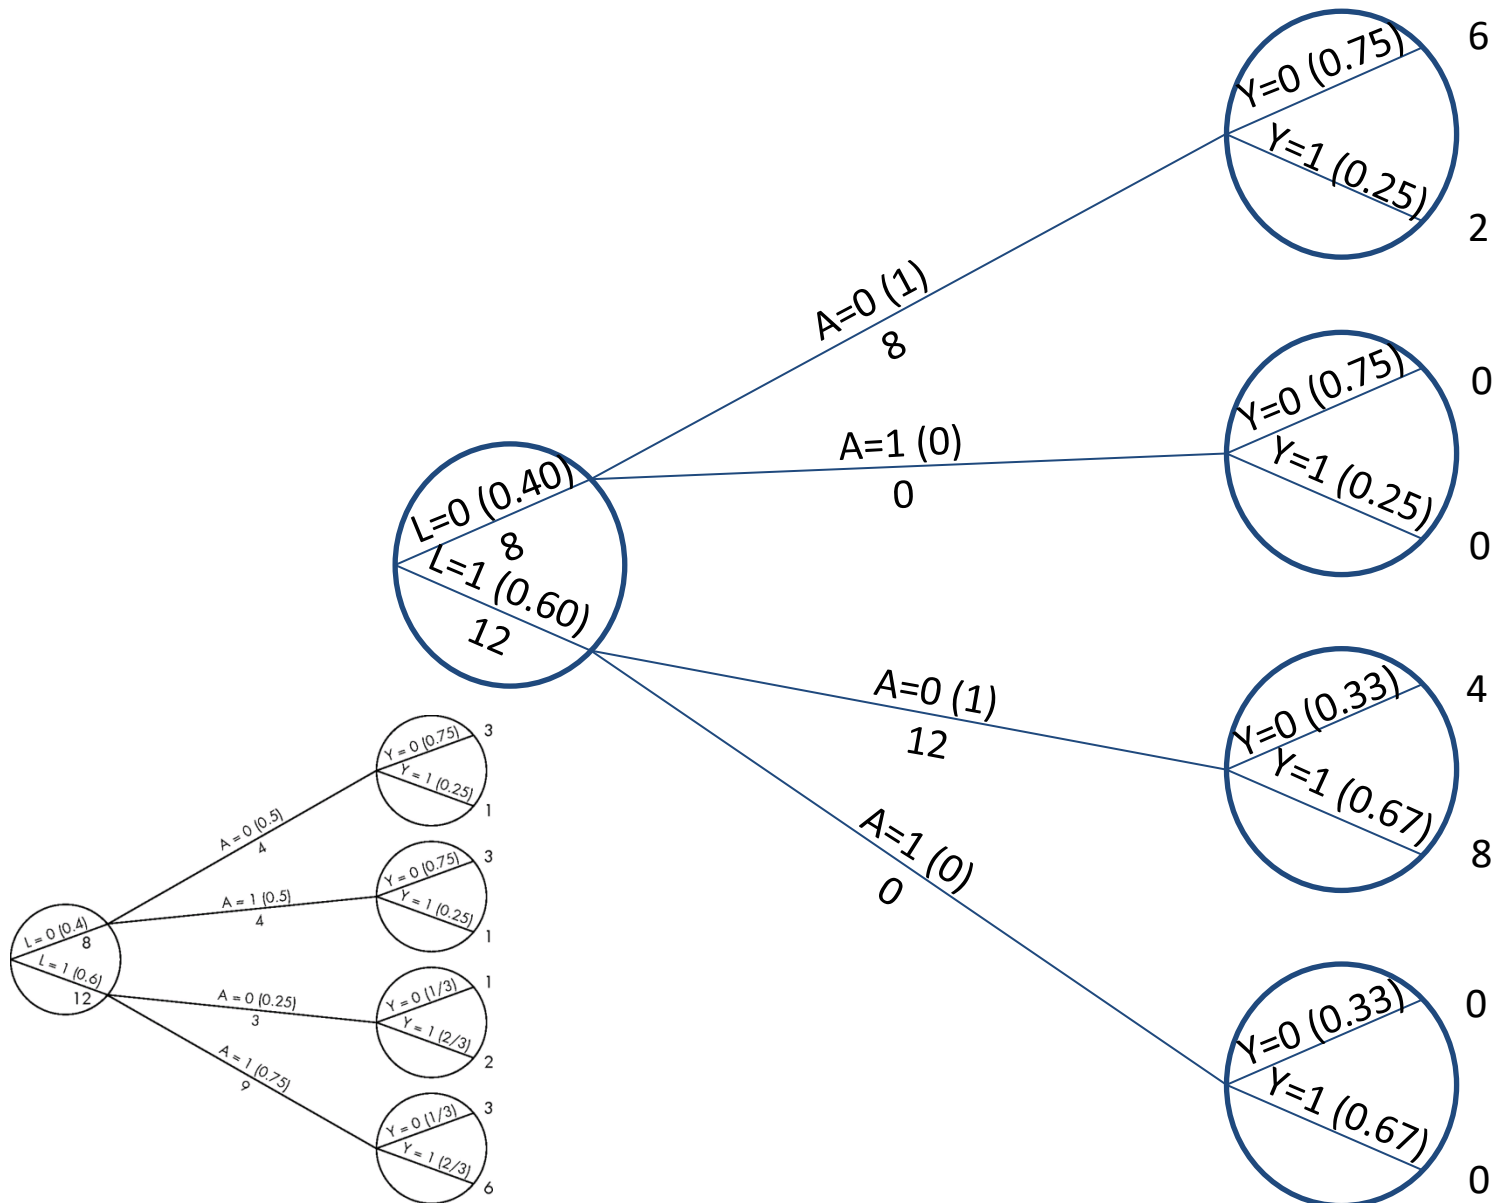 Y=0 (0.75)
6
Y=1 (0.25)
2
A=0 (1)
8
Y=0 (0.75)
0
Y=1 (0.25)
0
A=1 (0)
0
L=0 (0.40)
8
L=1 (0.60)
12
A=0 (1)
12
Y=0 (0.33)
4
Y=1 (0.67)
8
A=1 (0)
0
Y=0 (0.33)
0
Y=1 (0.67)
0
Y = 0 (0.75)
3
Y = 1 (0.25)
1
A = 0 (0.5)
4
Y = 0 (0.75)
3
Y = 1 (0.25)
1
A = 1 (0.5)
4
L = 0 (0.4)
8
L = 1 (0.6)
12
A = 0 (0.25)
3
Y = 0 (1/3)
1
Y = 1 (2/3)
2
A = 1 (0.75)
9
Y = 0 (1/3)
3
Y = 1 (2/3)
6